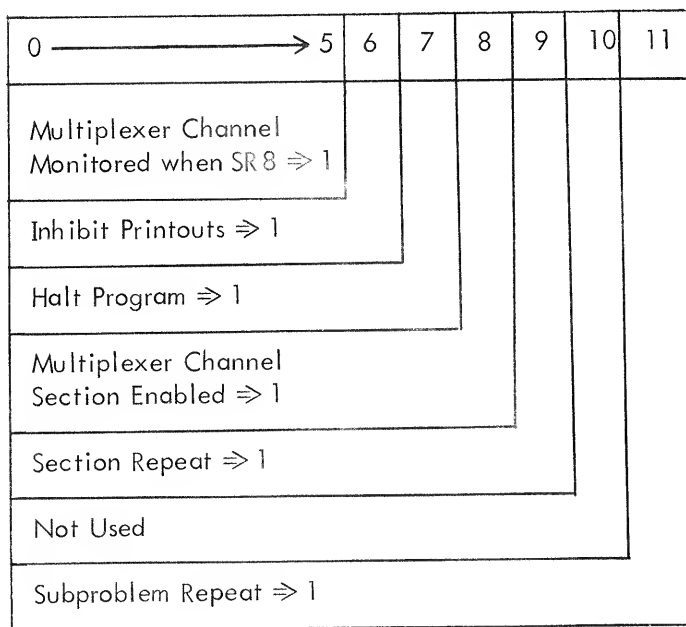 0 ⟶ 5 6 7 8 9 10 11
Multiplexer Channel
Monitored when SR 8 ⇒ 1
Inhibit Printouts ⇒ 1
Halt Program ⇒ 1
Multiplexer Channel
Section Enabled ⇒ 1
Section Repeat ⇒ 1
Not Used
Subproblem Repeat ⇒ 1